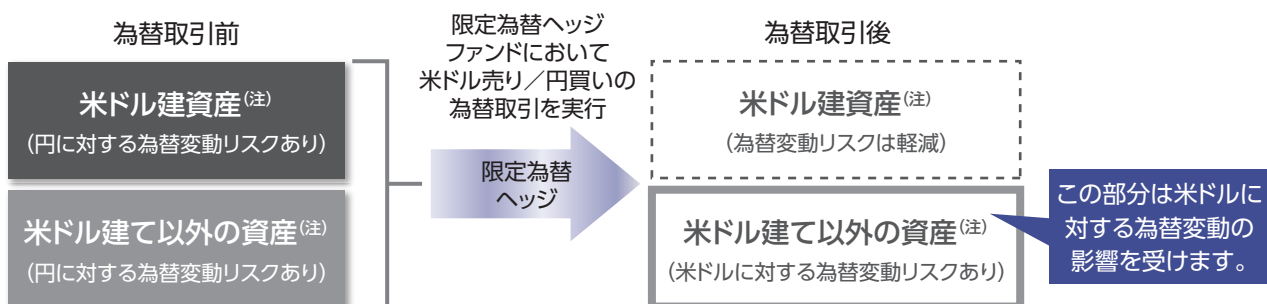 為替取引前
米ドル建資産(注)
(円に対する為替変動リスクあり)
米ドル建て以外の資産(注)
(円に対する為替変動リスクあり)
限定為替ヘッジ
ファンドにおいて
米ドル売り／円買いの
為替取引を実行
限定為替
ヘッジ
為替取引後
米ドル建資産(注)
(為替変動リスクは軽減)
米ドル建て以外の資産(注)
(米ドルに対する為替変動リスクあり)
この部分は米ドルに
対する為替変動の
影響を受けます。